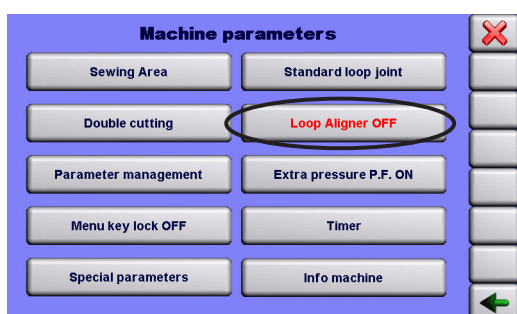 Machine parameters
Sewing Area
Standard loop joint
Double cutting
Loop Aligner OFF
Parameter management
Extra pressure P.F. ON
Menu key lock OFF
Timer
Special parameters
Info machine